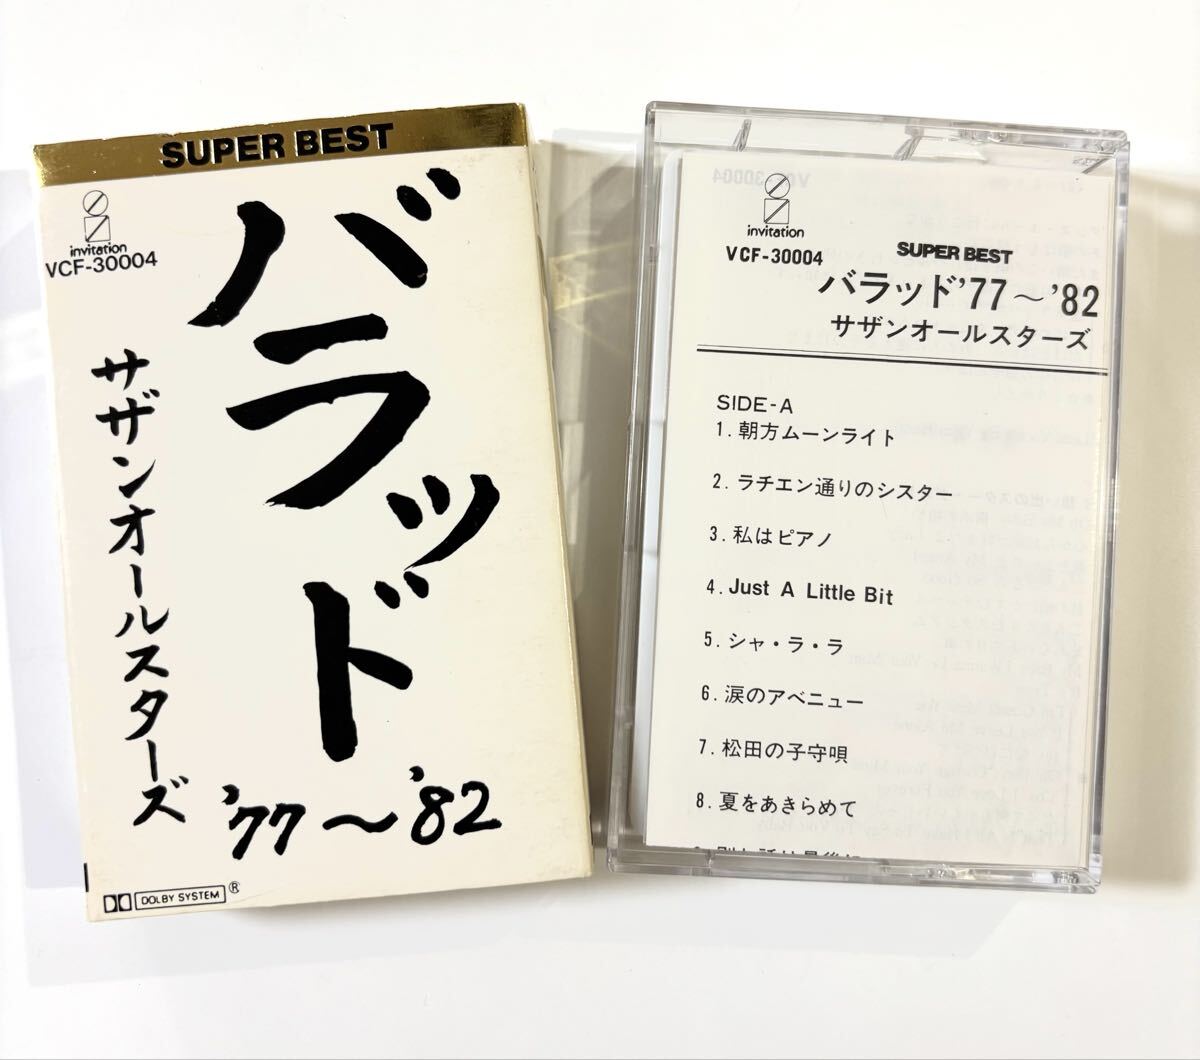 SUPER BEST
invitation
VCF-30004
バラッド
サザンオールスターズ
'77〜'82
DOLBY SYSTEM ®
invitation
VCF-30004
SUPER BEST
バラッド'77〜'82
サザンオールスターズ
SIDE-A
1. 朝方ムーンライト
2. ラチエン通りのシスター
3. 私はピアノ
4. Just A Little Bit
5. シャ・ラ・ラ
6. 涙のアベニュー
7. 松田の子守唄
8. 夏をあきらめて